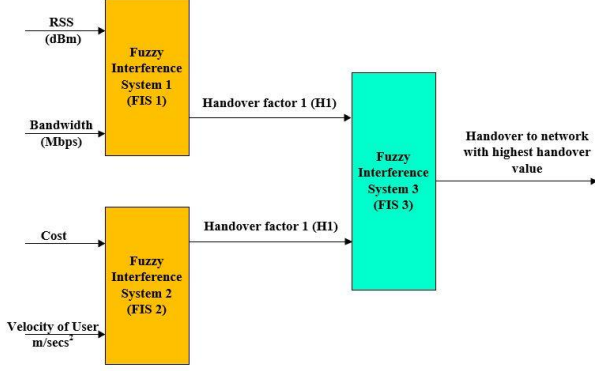 RSS
(dBm)
Fuzzy
Interference
System 1
(FIS 1)
Bandwidth
(Mbps)
Handover factor 1 (H1)
Fuzzy
Interference
System 3
(FIS 3)
Handover to network
with highest handover
value
Cost
Fuzzy
Interference
System 2
(FIS 2)
Handover factor 1 (H1)
Velocity of User
m/secs²